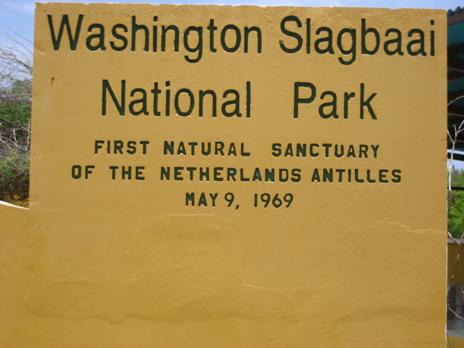 Washington Slagbaai
National Park
FIRST NATURAL SANCTUARY
OF THE NETHERLANDS ANTILLES
MAY 9, 1969